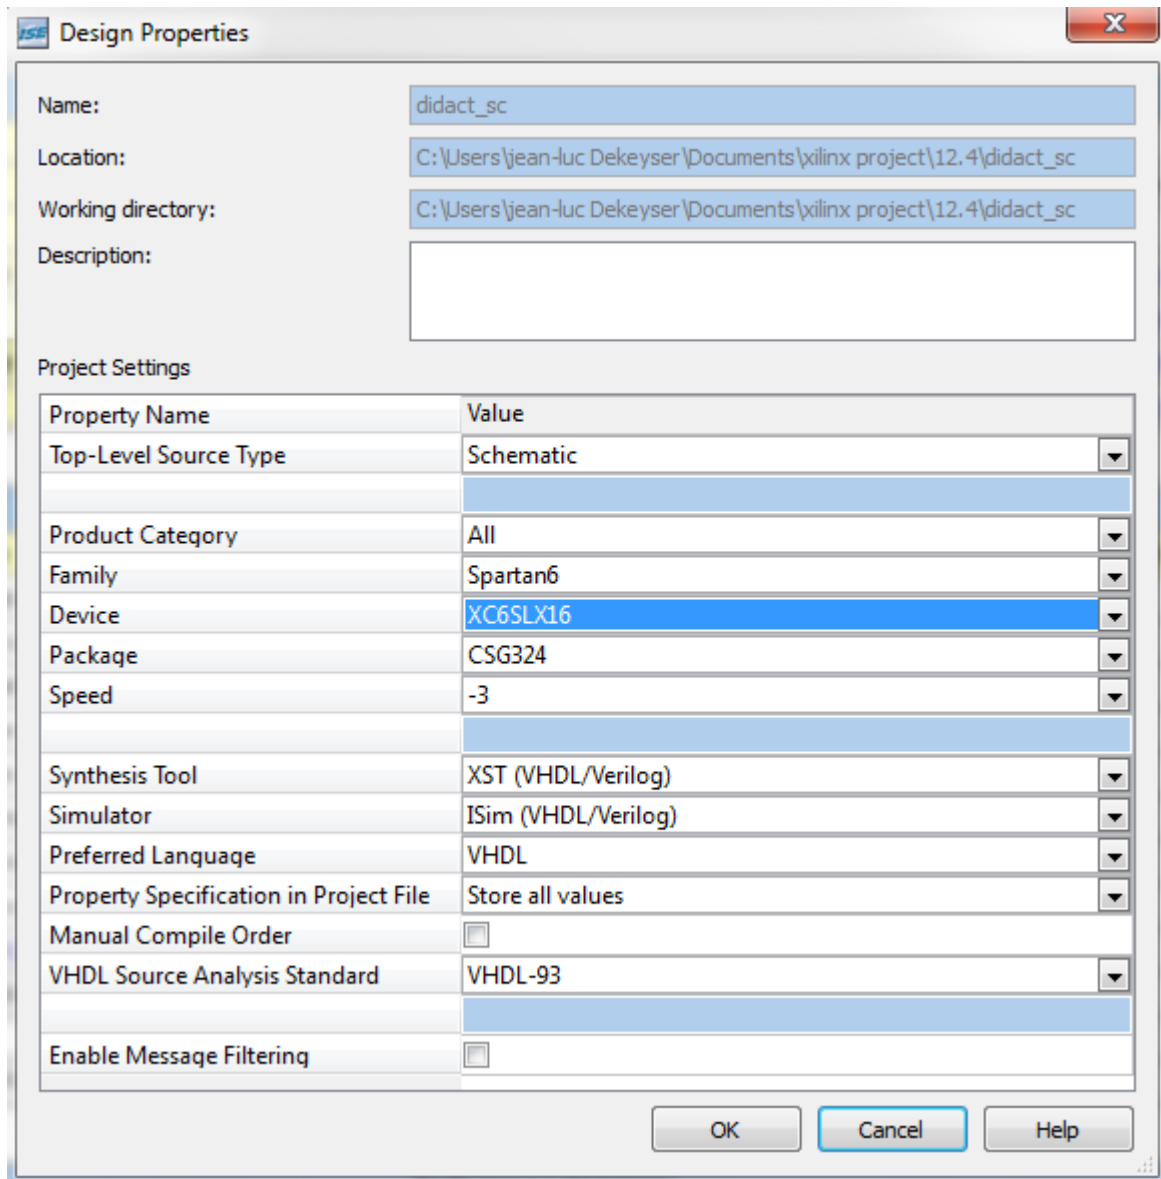 ISE Design Properties
Name: didact_sc
Location: C:\Users\jean-luc Dekeyser\Documents\xilinx project\12.4\didact_sc
Working directory: C:\Users\jean-luc Dekeyser\Documents\xilinx project\12.4\didact_sc
Description:
Project Settings
Property Name Value
Top-Level Source Type Schematic
Product Category All
Family Spartan6
Device XC6SLX16
Package CSG324
Speed -3
Synthesis Tool XST (VHDL/Verilog)
Simulator ISim (VHDL/Verilog)
Preferred Language VHDL
Property Specification in Project File Store all values
Manual Compile Order
VHDL Source Analysis Standard VHDL-93
Enable Message Filtering
OK Cancel Help